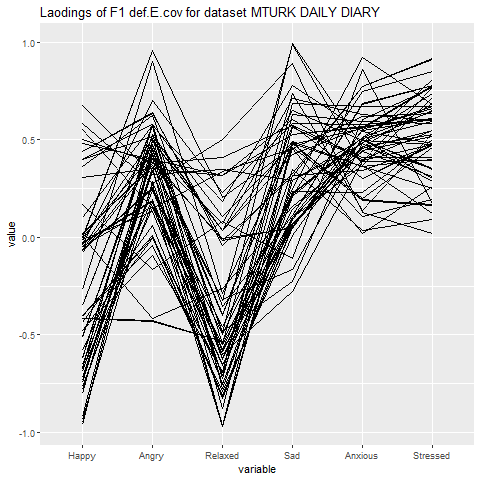 Laodings of F1 def.E.cov for dataset MTURK DAILY DIARY
1.0
0.5
0.0
-0.5
-1.0
value
Happy Angry Relaxed Sad Anxious Stressed
variable